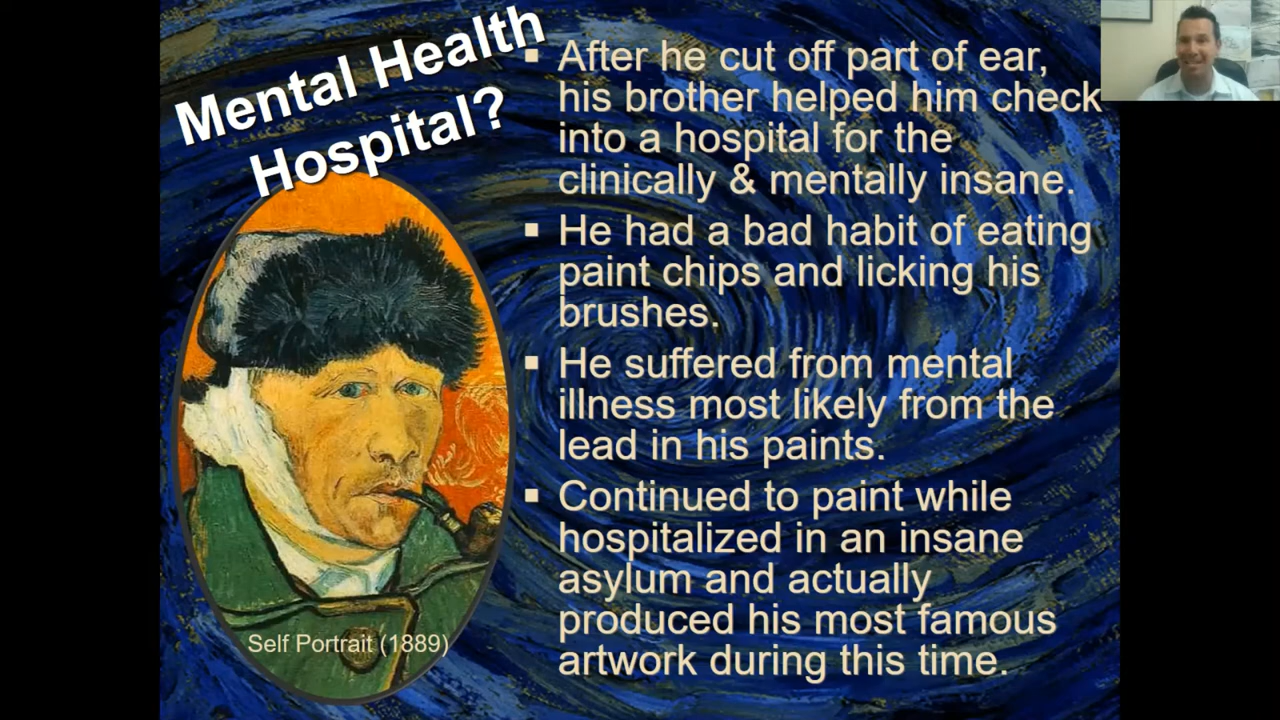 Mental Health
Hospital?
▪ After he cut off part of ear,
his brother helped him check
into a hospital for the
clinically & mentally insane.
▪ He had a bad habit of eating
paint chips and licking his
brushes.
▪ He suffered from mental
illness most likely from the
lead in his paints.
▪ Continued to paint while
hospitalized in an insane
asylum and actually
produced his most famous
artwork during this time.
Self Portrait (1889)